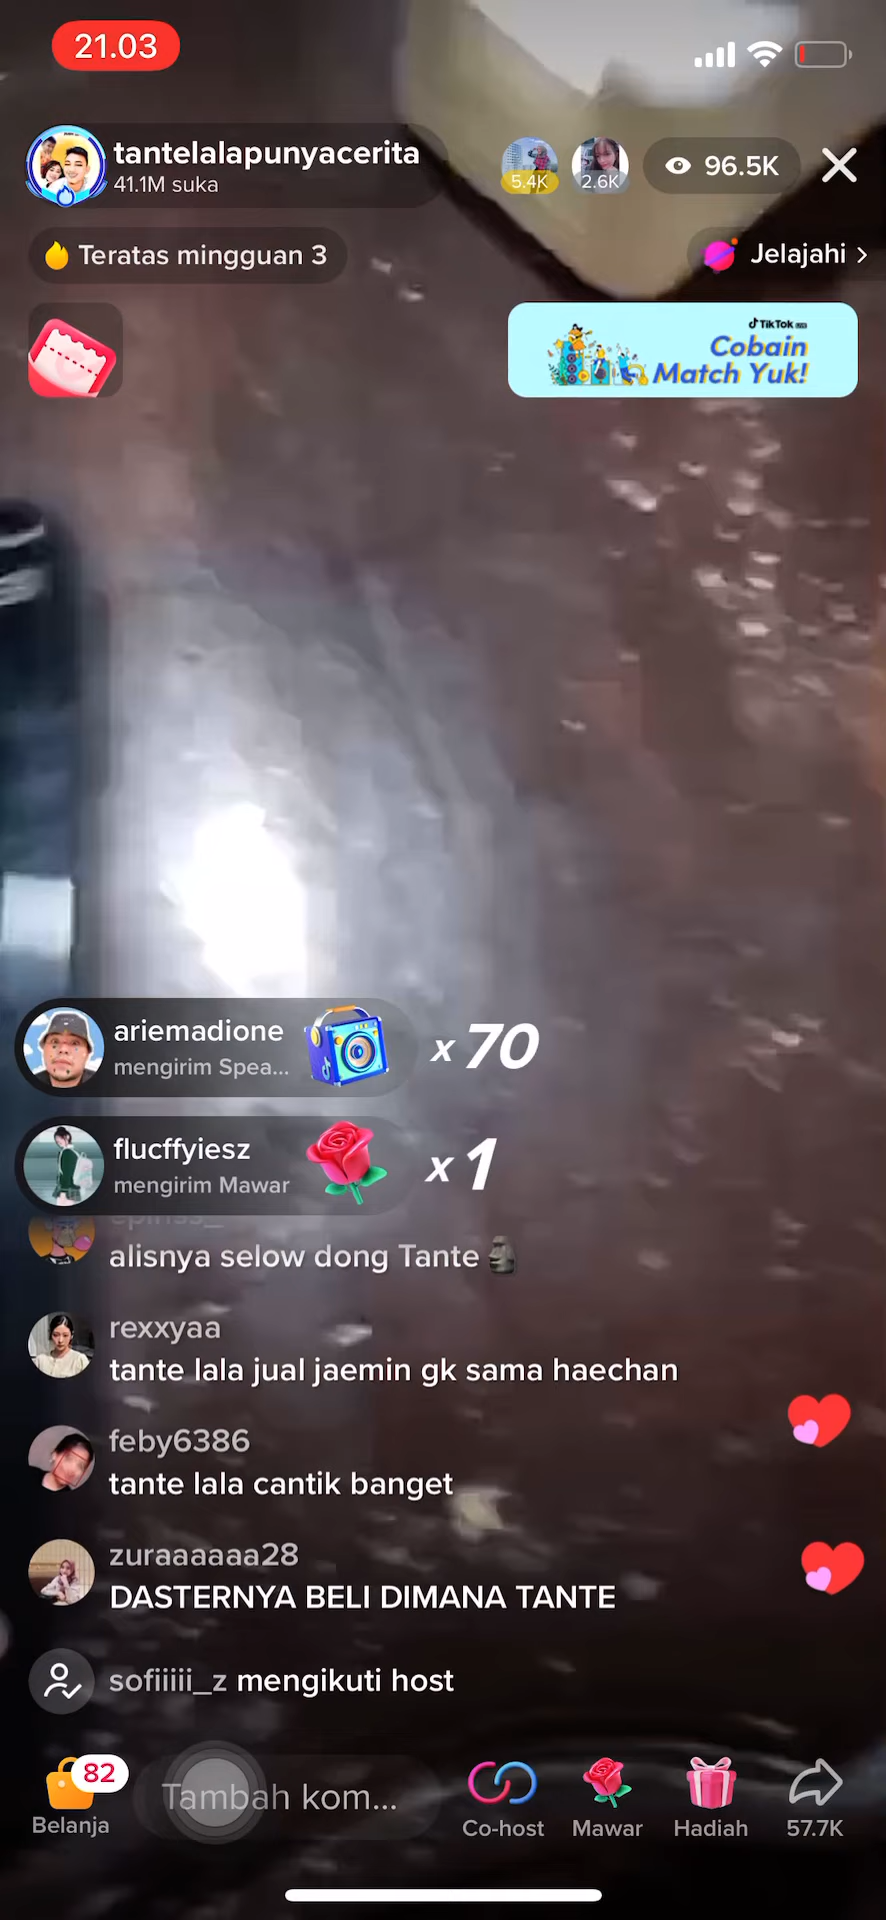 21.03
tantelalapunyacerita
41.1M suka
5.4K
2.6K
96.5K
Teratas mingguan 3
Jelajahi
TikTok
Cobain
Match Yuk!
ariemadione
mengirim Spea...
x 70
flucffyiesz
mengirim Mawar
x 1
alisnya selow dong Tante 🗿
rexxyaa
tante lala jual jaemin gk sama haechan
feby6386
tante lala cantik banget
zuraaaaaa28
DASTERNYA BELI DIMANA TANTE
sofiiiii_z mengikuti host
82
Belanja
Tambah kom...
Co-host
Mawar
Hadiah
57.7K